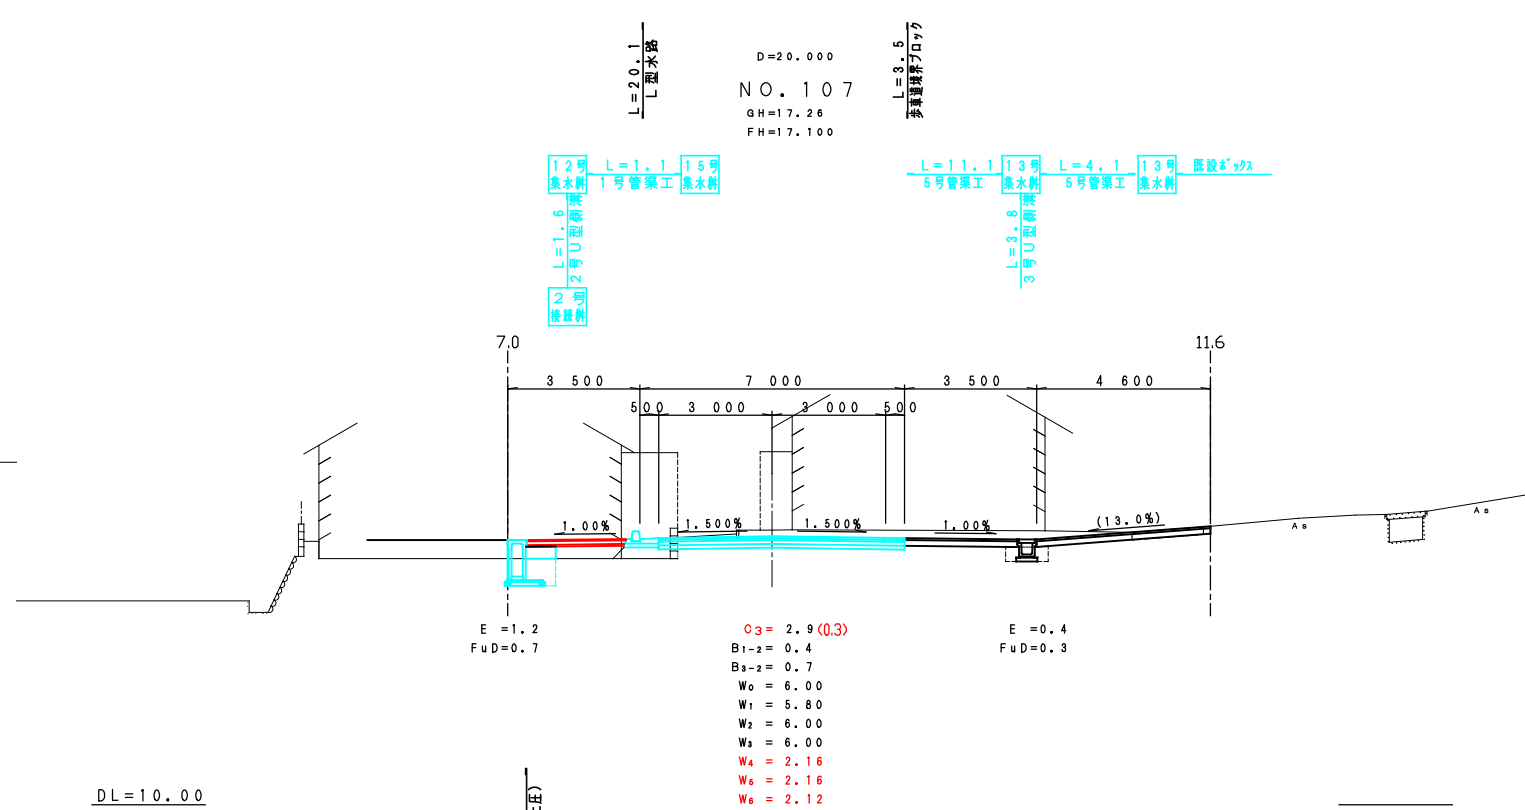 L=20.1
L型水路
D=20.000
NO.107
GH=17.26
FH=17.100
L=3.5
歩車道境界ブロック
12号
集水桝
L=1.1
1号管渠工
15号
集水桝
L=1.6
2号U型側溝
2号
接続桝
L=11.1
5号管渠工
13号
集水桝
L=4.1
5号管渠工
13号
集水桝
既設ボックス
L=3.8
3号U型側溝
7.0
11.6
3 500
7 000
3 500
4 600
500
3 000
3 000
500
1.00%
1.500%
1.500%
1.00%
(13.0%)
As
As
E =1.2
FuD=0.7
C3= 2.9(0.3)
B1-2= 0.4
B3-2= 0.7
W0 = 6.00
W1 = 5.80
W2 = 6.00
W3 = 6.00
W4 = 2.16
W5 = 2.16
W6 = 2.12
E =0.4
FuD=0.3
DL=10.00
圧)